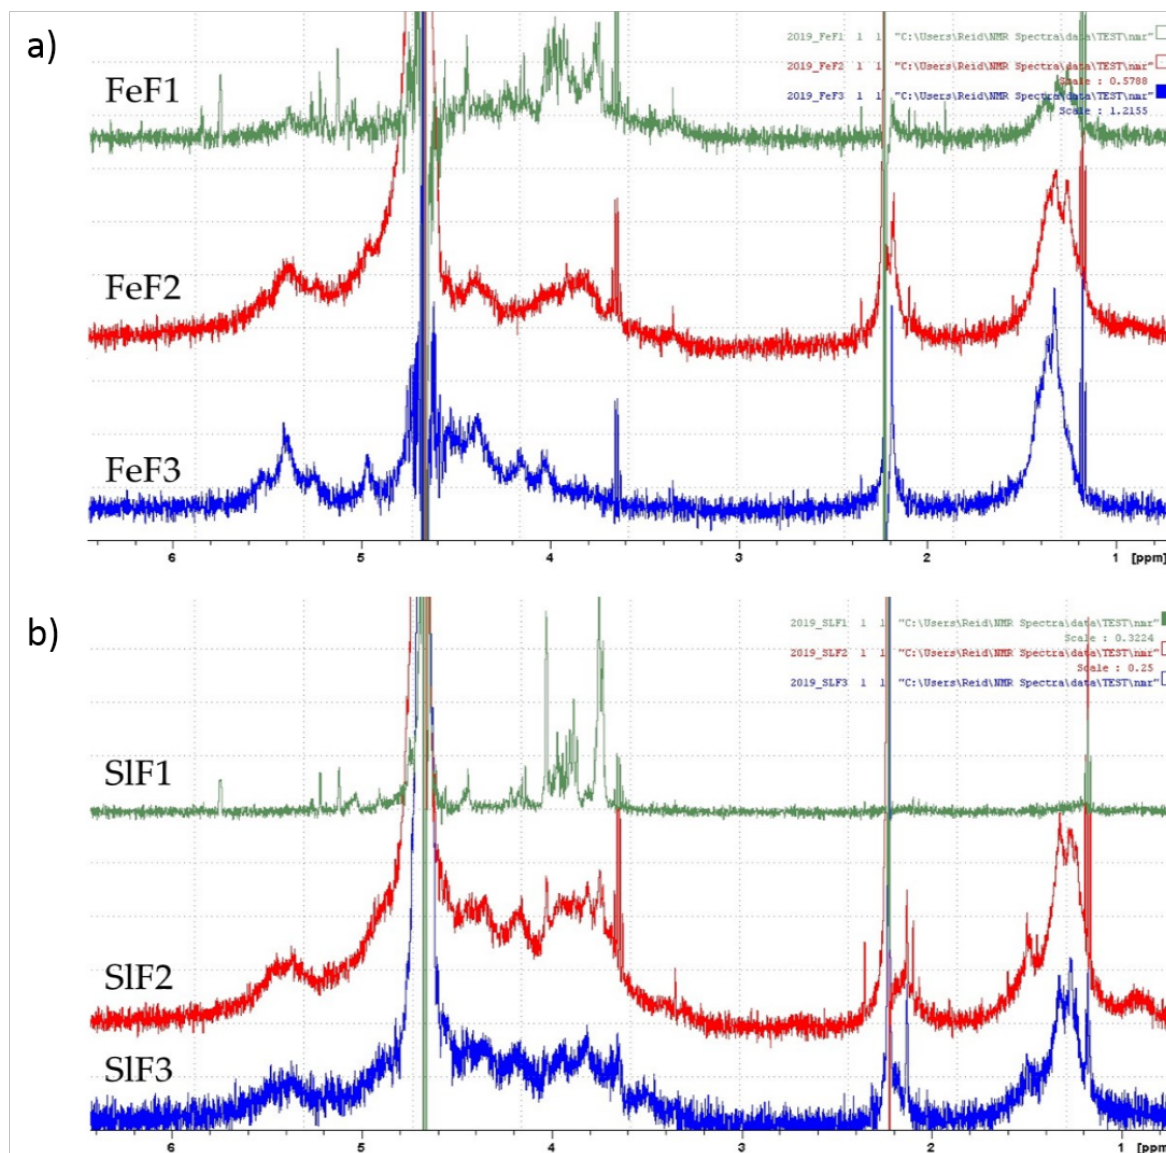 a)
2019_FeF1 1 1 "C:\Users\Reid\NMR Spectra\data\TEST\nmr"
FeF1
2019_FeF2 1 1 "C:\Users\Reid\NMR Spectra\data\TEST\nmr"
Scale : 0.5788
2019_FeF3 1 1 "C:\Users\Reid\NMR Spectra\data\TEST\nmr"
Scale : 1.2155
FeF2
FeF3
6 5 4 3 2 1 [ppm]
b)
2019_SLF1 1 1 "C:\Users\Reid\NMR Spectra\data\TEST\nmr"
Scale : 0.3224
2019_SLF2 1 1 "C:\Users\Reid\NMR Spectra\data\TEST\nmr"
Scale : 0.25
2019_SLF3 1 1 "C:\Users\Reid\NMR Spectra\data\TEST\nmr"
SlF1
SlF2
SlF3
6 5 4 3 2 1 [ppm]